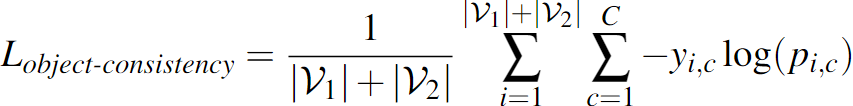 $L_{object\text{-}consistency} = \frac{1}{|\mathcal{V}_1|+|\mathcal{V}_2|} \sum_{i=1}^{|\mathcal{V}_1|+|\mathcal{V}_2|} \sum_{c=1}^{C} -y_{i,c} \log(p_{i,c})$